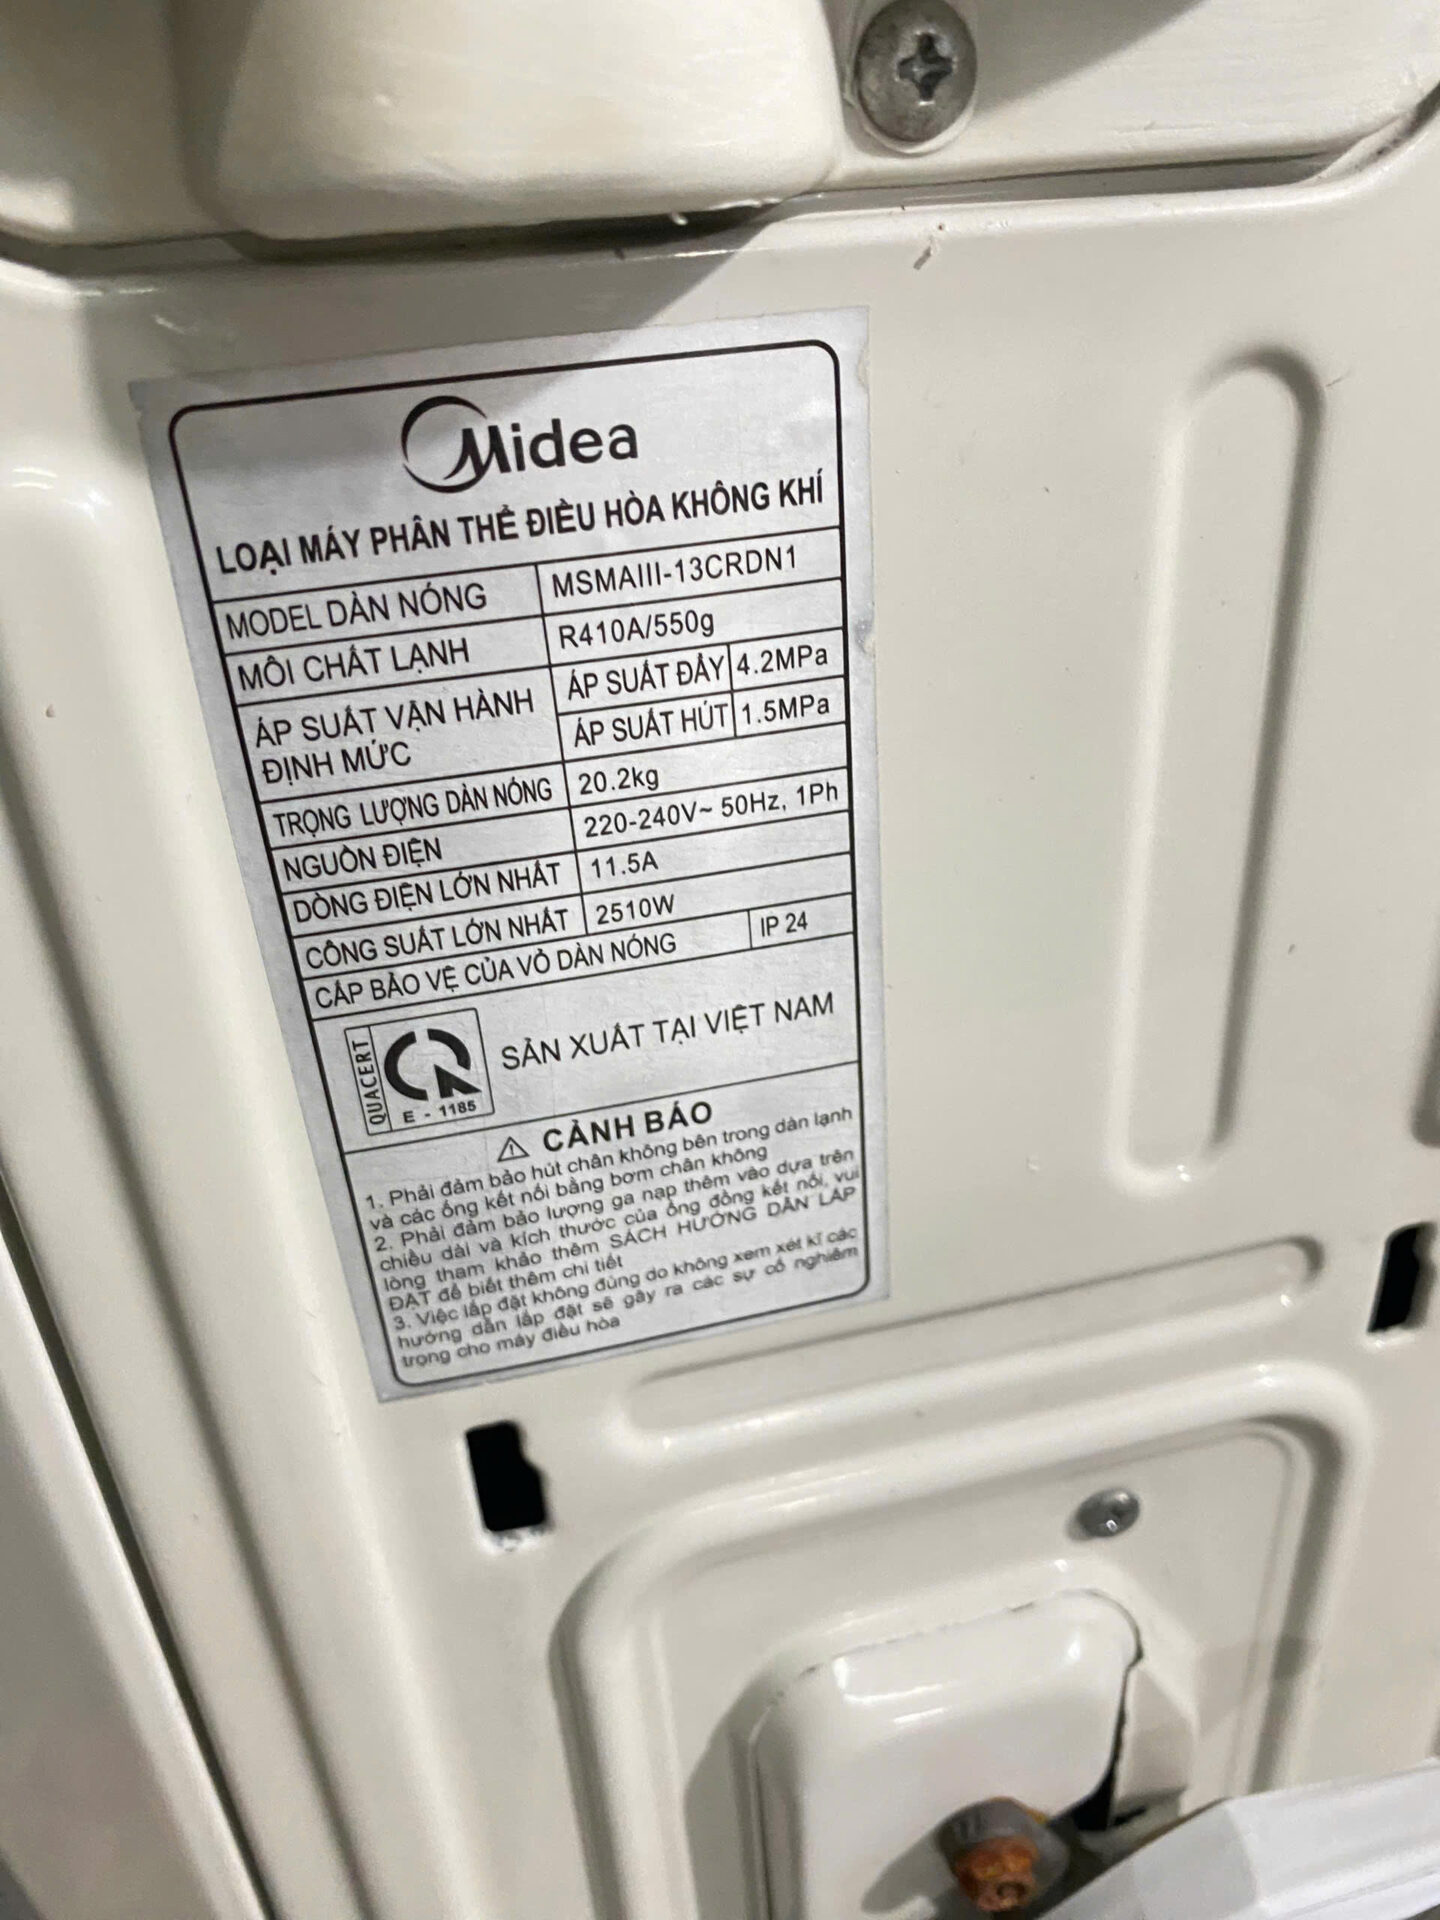 Midea
LOẠI MÁY PHÂN THỂ ĐIỀU HÒA KHÔNG KHÍ
MODEL DÀN NÓNG MSMAIII-13CRDN1
MÔI CHẤT LẠNH R410A/550g
ÁP SUẤT VẬN HÀNH ĐỊNH MỨC ÁP SUẤT ĐẨY 4.2MPa
ÁP SUẤT HÚT 1.5MPa
TRỌNG LƯỢNG DÀN NÓNG 20.2kg
NGUỒN ĐIỆN 220-240V~ 50Hz, 1Ph
DÒNG ĐIỆN LỚN NHẤT 11.5A
CÔNG SUẤT LỚN NHẤT 2510W
CẤP BẢO VỆ CỦA VỎ DÀN NÓNG IP 24
QUACERT
E - 1185
SẢN XUẤT TẠI VIỆT NAM
CẢNH BÁO
1. Phải đảm bảo hút chân không bên trong dàn lạnh
và các ống kết nối bằng bơm chân không
2. Phải đảm bảo lượng ga nạp thêm vào dựa trên
chiều dài và kích thước của ống đồng kết nối, vui
lòng tham khảo thêm SÁCH HƯỚNG DẪN LẮP
ĐẶT để biết thêm chi tiết
3. Việc lắp đặt không đúng do không xem xét kĩ các
hướng dẫn lắp đặt sẽ gây ra các sự cố nghiêm
trọng cho máy điều hòa